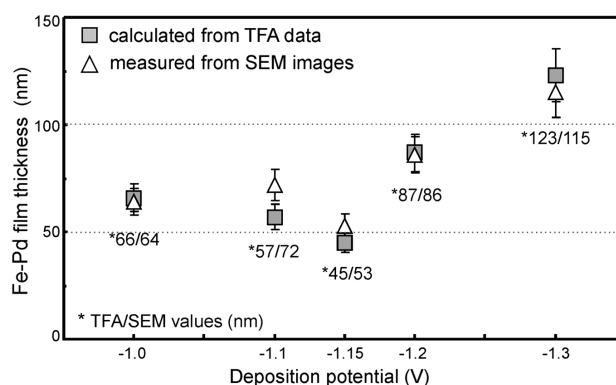 150
calculated from TFA data
measured from SEM images
Fe-Pd film thickness (nm)
100
*123/115
*87/86
*66/64
50
*57/72
*45/53
* TFA/SEM values (nm)
0
-1.0
-1.1
-1.15
-1.2
-1.3
Deposition potential (V)